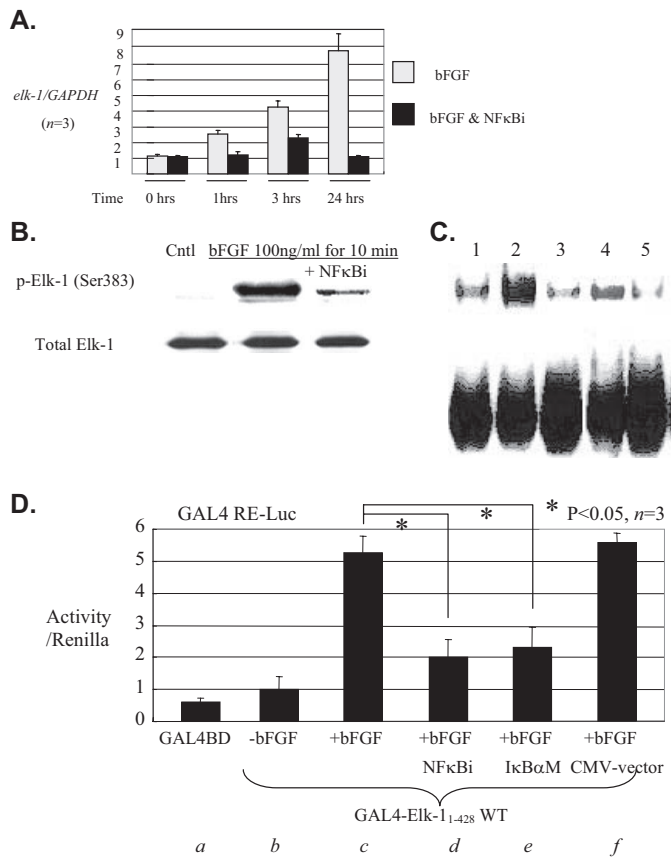 A.
9
8
7
6
5
4
3
2
1
elk-1/GAPDH
(n=3)
bFGF
bFGF & NFκBi
Time 0 hrs 1hrs 3 hrs 24 hrs
B.
Cntl bFGF 100ng/ml for 10 min
+ NFκBi
p-Elk-1 (Ser383)
Total Elk-1
C.
1 2 3 4 5
D.
GAL4 RE-Luc
* * * P<0.05, n=3
Activity
/Renilla
6
5
4
3
2
1
0
GAL4BD -bFGF +bFGF +bFGF +bFGF +bFGF
NFκBi IκBαM CMV-vector
GAL4-Elk-1₁₋₄₂₈ WT
a b c d e f